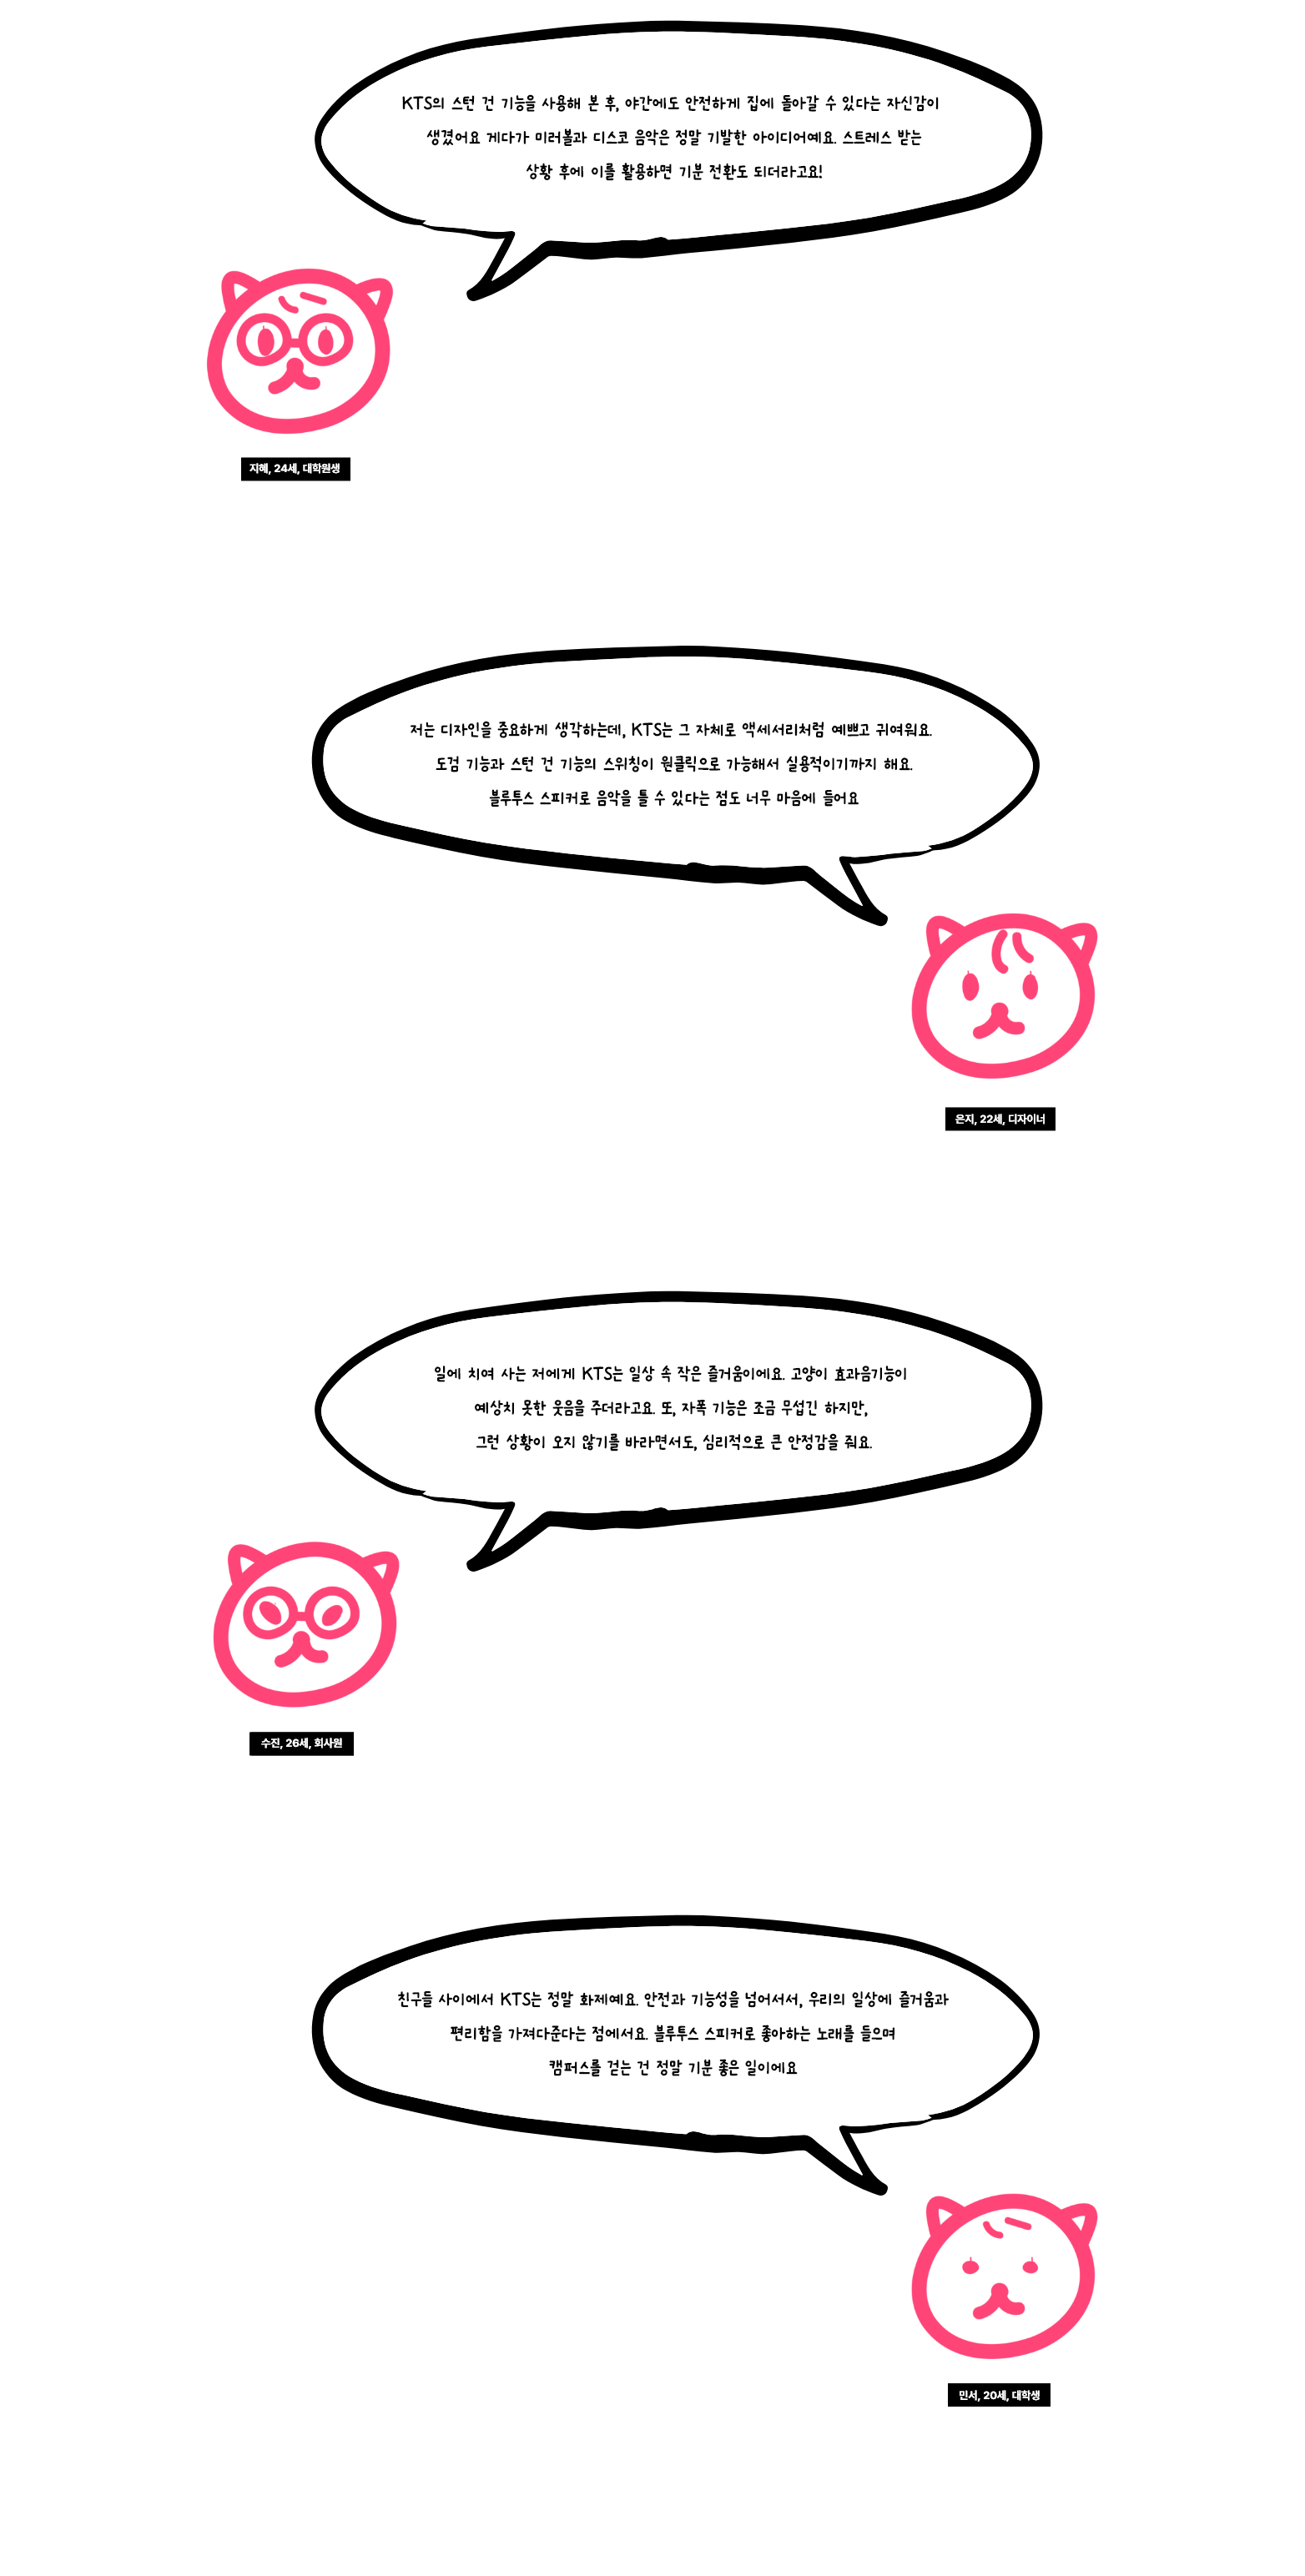 KTS의 스턴 건 기능을 사용해 본 후, 야간에도 안전하게 집에 돌아갈 수 있다는 자신감이
생겼어요 게다가 미러볼과 디스코 음악은 정말 기발한 아이디어예요. 스트레스 받는
상황 후에 이를 활용하면 기분 전환도 되더라고요!
지혜, 24세, 대학원생
저는 디자인을 중요하게 생각하는데, KTS는 그 자체로 액세서리처럼 예쁘고 귀여워요.
도검 기능과 스턴 건 기능의 스위칭이 원클릭으로 가능해서 실용적이기까지 해요.
블루투스 스피커로 음악을 틀 수 있다는 점도 너무 마음에 들어요
은지, 22세, 디자이너
일에 치여 사는 저에게 KTS는 일상 속 작은 즐거움이에요. 고양이 효과음기능이
예상치 못한 웃음을 주더라고요. 또, 자폭 기능은 조금 무섭긴 하지만,
그런 상황이 오지 않기를 바라면서도, 심리적으로 큰 안정감을 줘요.
수진, 26세, 회사원
친구들 사이에서 KTS는 정말 화제예요. 안전과 기능성을 넘어서서, 우리의 일상에 즐거움과
편리함을 가져다준다는 점에서요. 블루투스 스피커로 좋아하는 노래를 들으며
캠퍼스를 걷는 건 정말 기분 좋은 일이에요
민서, 20세, 대학생